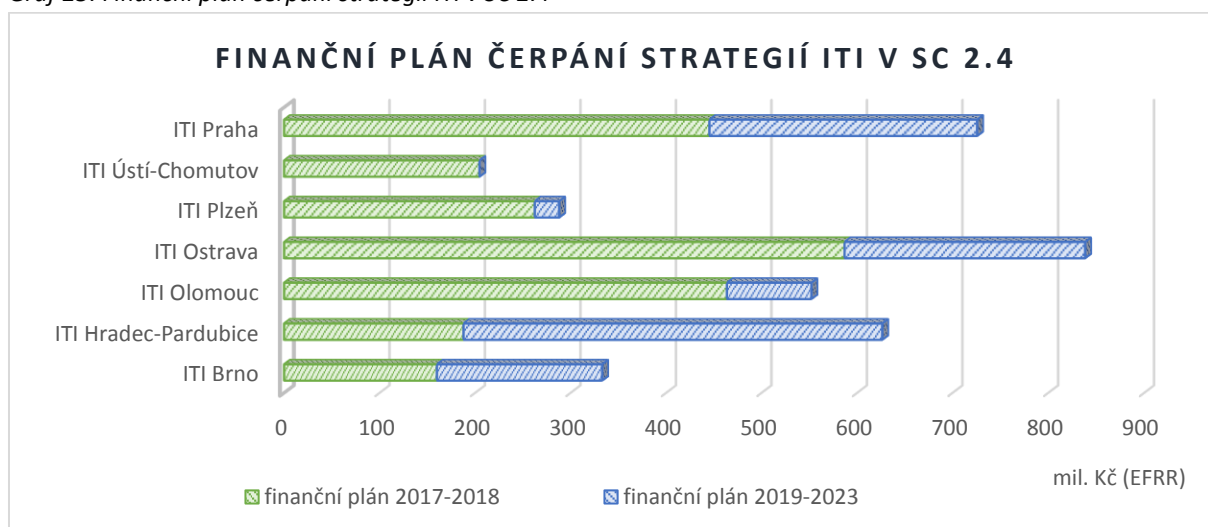 FINANČNÍ PLÁN ČERPÁNÍ STRATEGIÍ ITI V SC 2.4
ITI Praha
ITI Ústí-Chomutov
ITI Plzeň
ITI Ostrava
ITI Olomouc
ITI Hradec-Pardubice
ITI Brno
0 100 200 300 400 500 600 700 800 900
mil. Kč (EFRR)
finanční plán 2017-2018 finanční plán 2019-2023